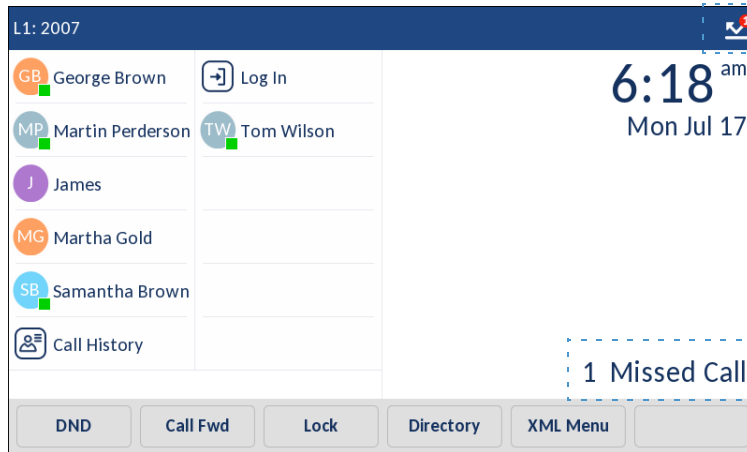 L1: 2007
1
GB George Brown
Log In
MP Martin Perderson
TW Tom Wilson
J James
MG Martha Gold
SB Samantha Brown
Call History
6:18 am
Mon Jul 17
1 Missed Call
DND
Call Fwd
Lock
Directory
XML Menu